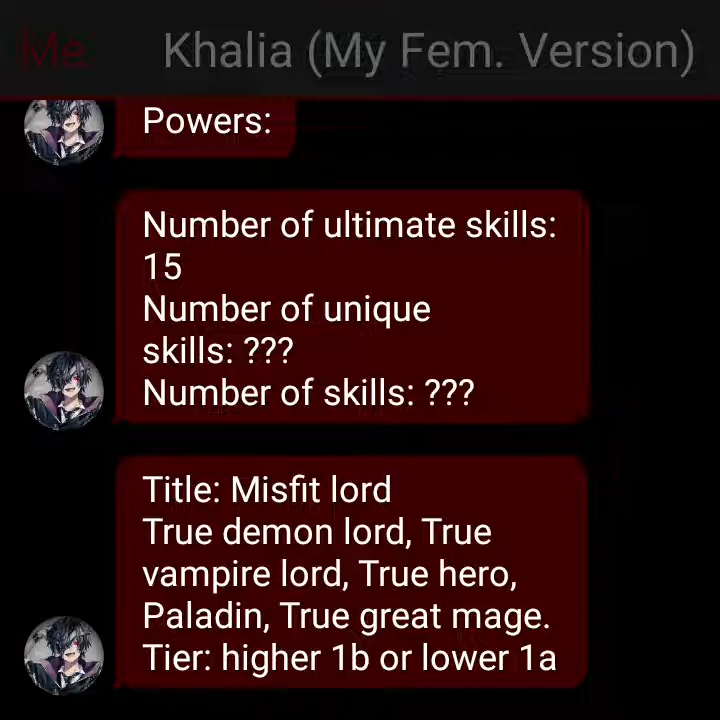 Me Khalia (My Fem. Version)
Powers:
Number of ultimate skills:
15
Number of unique
skills: ???
Number of skills: ???
Title: Misfit lord
True demon lord, True
vampire lord, True hero,
Paladin, True great mage.
Tier: higher 1b or lower 1a